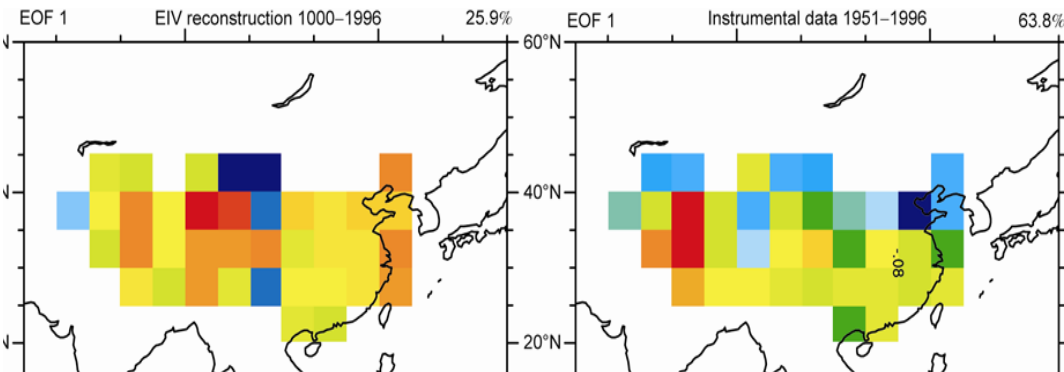 EOF 1 EIV reconstruction 1000–1996 25.9%
EOF 1 Instrumental data 1951–1996 63.8%
N
60°N
N
40°N
-.08
N
20°N